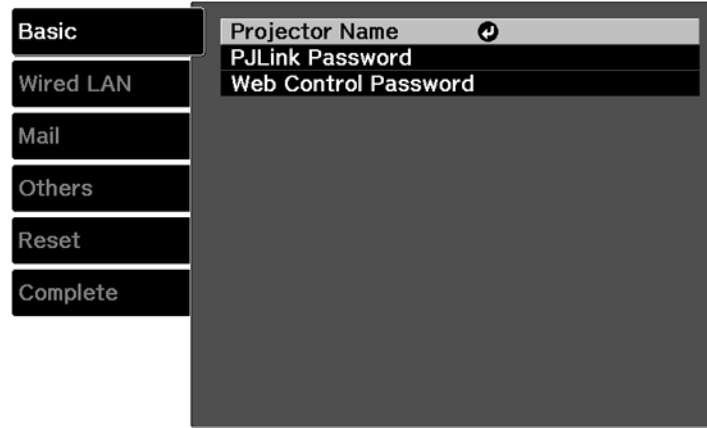 Basic
Wired LAN
Mail
Others
Reset
Complete
Projector Name
PJLink Password
Web Control Password